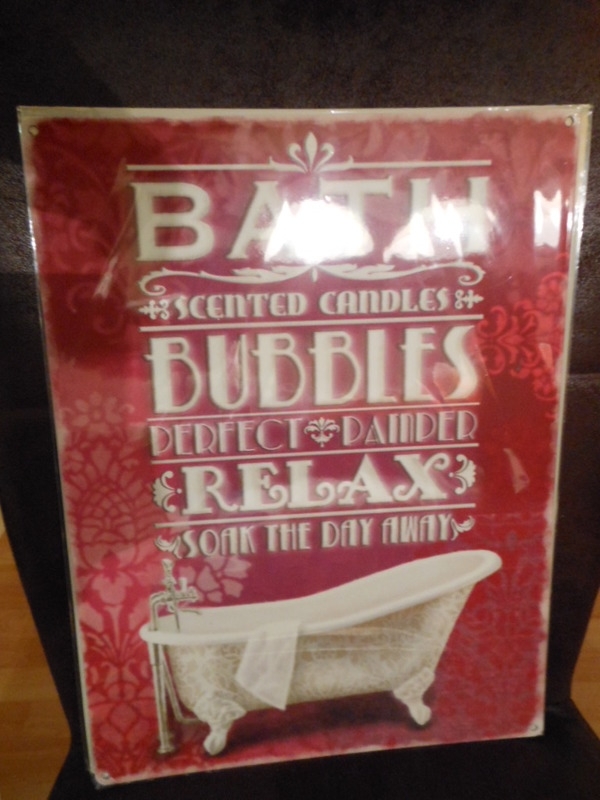 BATH
SCENTED CANDLES
BUBBLES
PERFECT PAMPER
RELAX
SOAK THE DAY AWAY